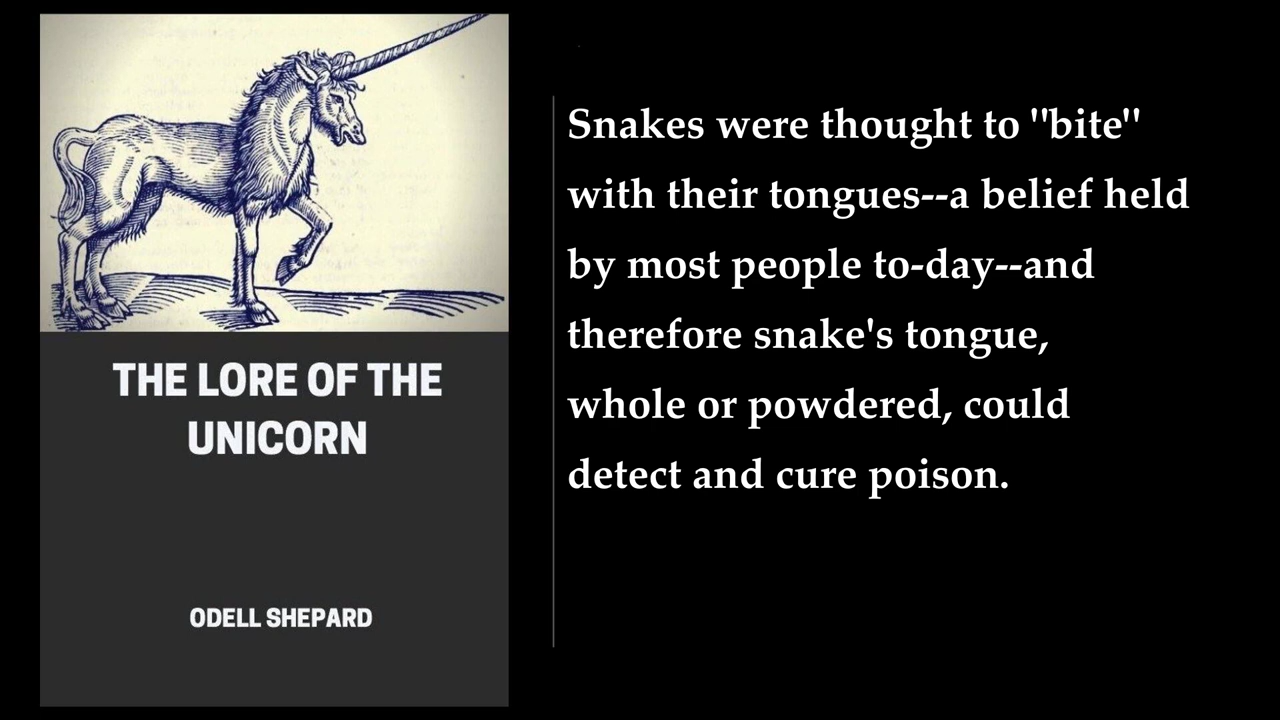 THE LORE OF THE
UNICORN
ODELL SHEPARD
Snakes were thought to "bite"
with their tongues--a belief held
by most people to-day--and
therefore snake's tongue,
whole or powdered, could
detect and cure poison.